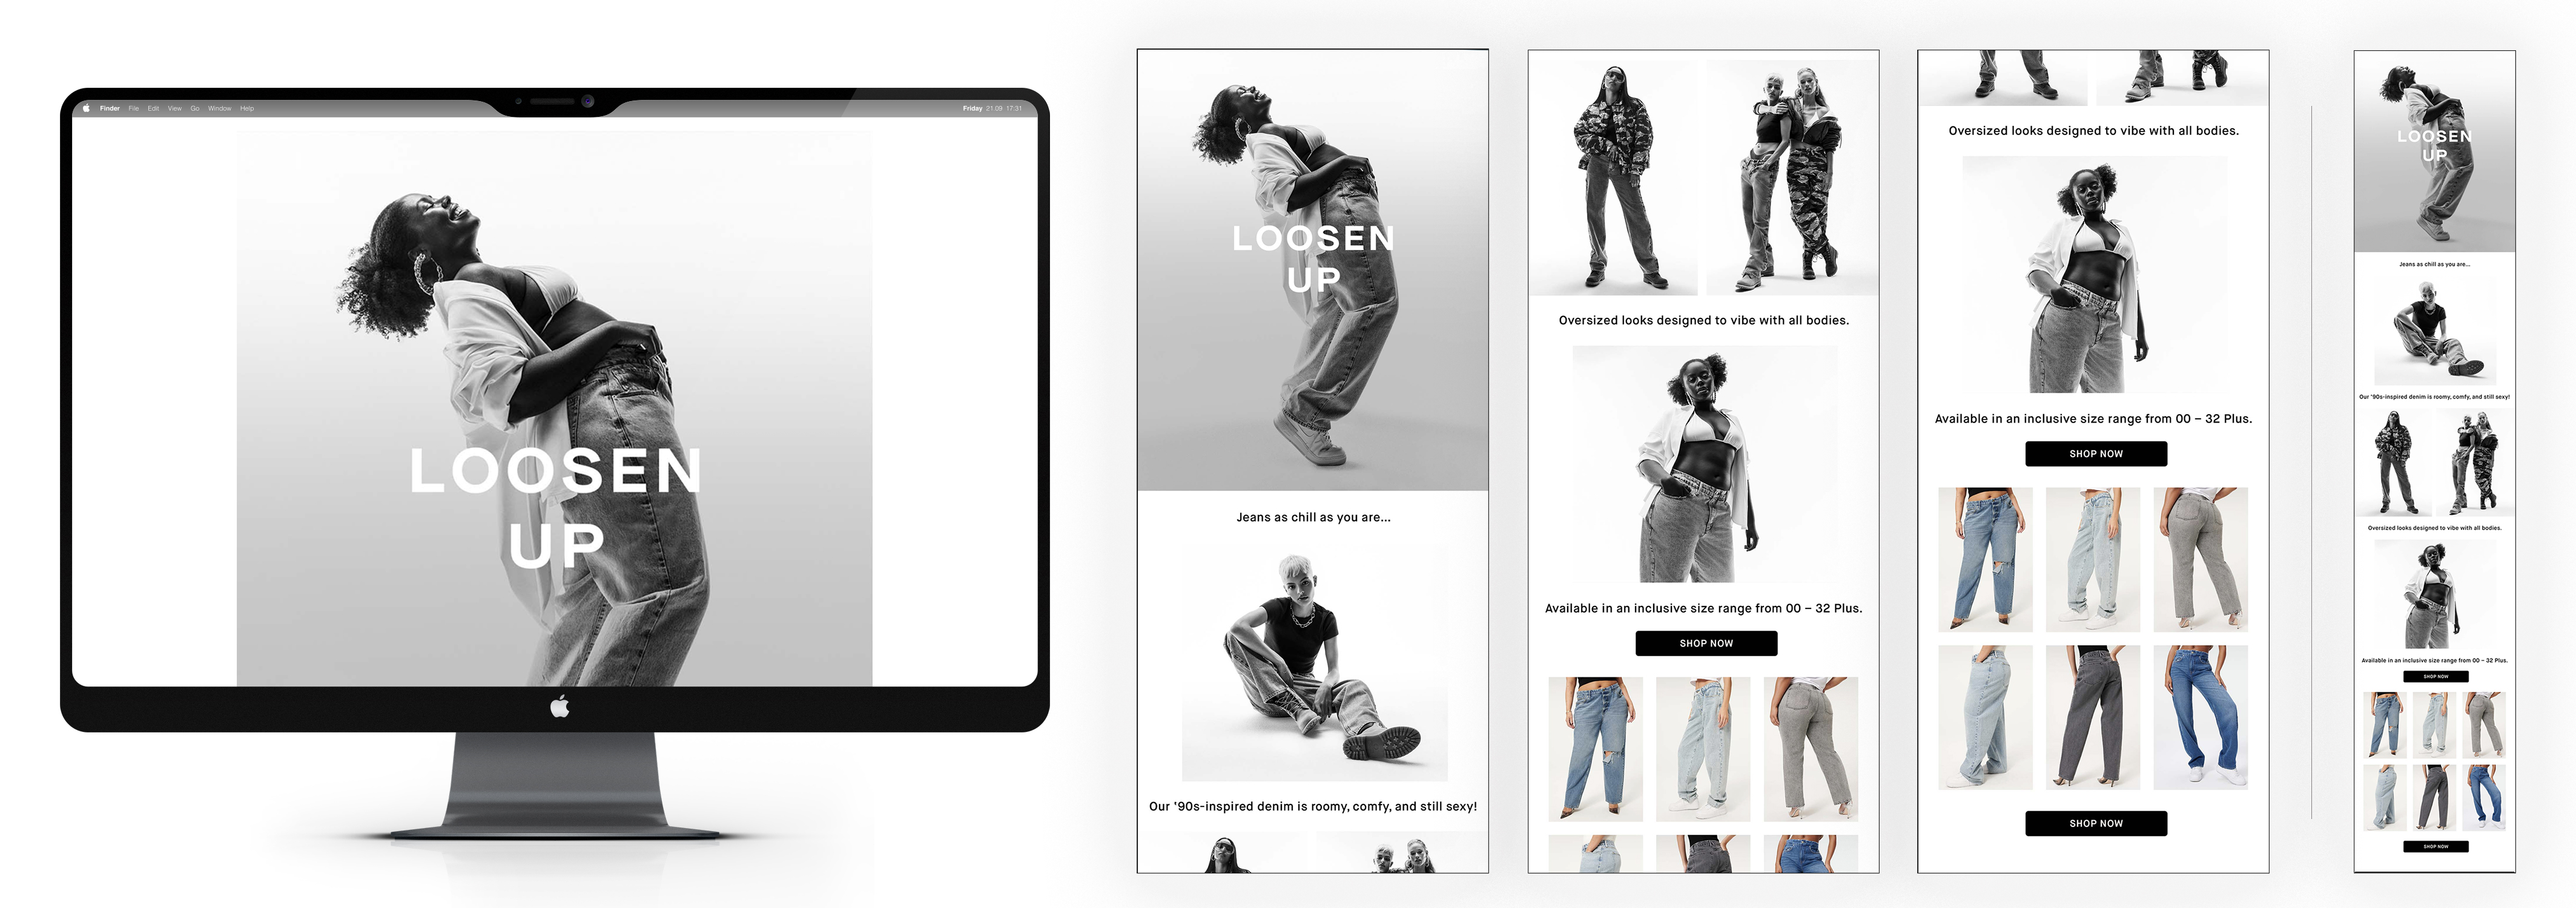 Finder File Edit View Go Window Help
Friday 21.09 17:31
LOOSEN
UP
LOOSEN
UP
Jeans as chill as you are...
Our '90s-inspired denim is roomy, comfy, and still sexy!
Oversized looks designed to vibe with all bodies.
Available in an inclusive size range from 00 – 32 Plus.
SHOP NOW
Oversized looks designed to vibe with all bodies.
Available in an inclusive size range from 00 – 32 Plus.
SHOP NOW
SHOP NOW
LOOSEN
UP
Jeans as chill as you are...
Our '90s-inspired denim is roomy, comfy, and still sexy!
Oversized looks designed to vibe with all bodies.
Available in an inclusive size range from 00 – 32 Plus.
SHOP NOW
SHOP NOW